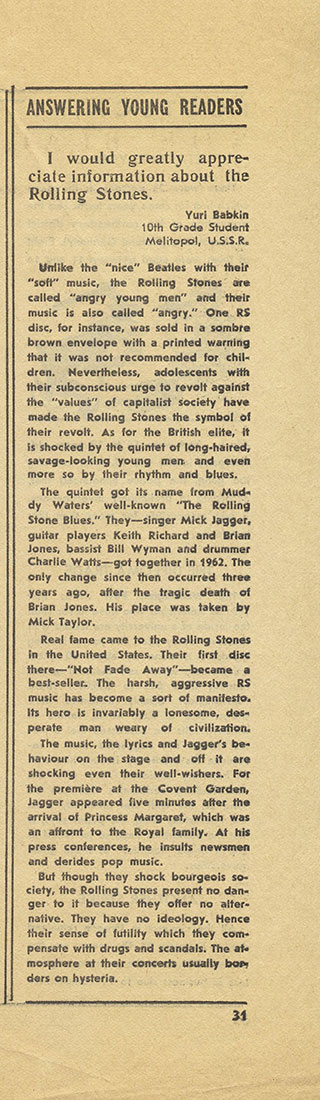 ANSWERING YOUNG READERS
I would greatly appre-
ciate information about the
Rolling Stones.
Yuri Babkin
10th Grade Student
Melitopol, U.S.S.R.
Unlike the "nice" Beatles with their
"soft" music, the Rolling Stones are
called "angry young men" and their
music is also called "angry." One RS
disc, for instance, was sold in a sombre
brown envelope with a printed warning
that it was not recommended for chil-
dren. Nevertheless, adolescents with
their subconscious urge to revolt against
the "values" of capitalist society have
made the Rolling Stones the symbol of
their revolt. As for the British elite, it
is shocked by the quintet of long-haired,
savage-looking young men and even
more so by their rhythm and blues.
The quintet got its name from Mud-
dy Waters' well-known "The Rolling
Stone Blues." They—singer Mick Jagger,
guitar players Keith Richard and Brian
Jones, bassist Bill Wyman and drummer
Charlie Watts—got together in 1962. The
only change since then occurred three
years ago, after the tragic death of
Brian Jones. His place was taken by
Mick Taylor.
Real fame came to the Rolling Stones
in the United States. Their first disc
there—"Not Fade Away"—became a
best-seller. The harsh, aggressive RS
music has become a sort of manifesto.
Its hero is invariably a lonesome, des-
perate man weary of civilization.
The music, the lyrics and Jagger's be-
haviour on the stage and off it are
shocking even their well-wishers. For
the première at the Covent Garden,
Jagger appeared five minutes after the
arrival of Princess Margaret, which was
an affront to the Royal family. At his
press conferences, he insults newsmen
and derides pop music.
But though they shock bourgeois so-
ciety, the Rolling Stones present no dan-
ger to it because they offer no alter-
native. They have no ideology. Hence
their sense of futility which they com-
pensate with drugs and scandals. The at-
mosphere at their concerts usually bor-
ders on hysteria.
31